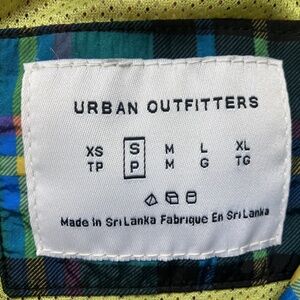 URBAN OUTFITTERS
XS S M L XL
TP P M G TG
Made In Sri Lanka Fabrique En Sri Lanka